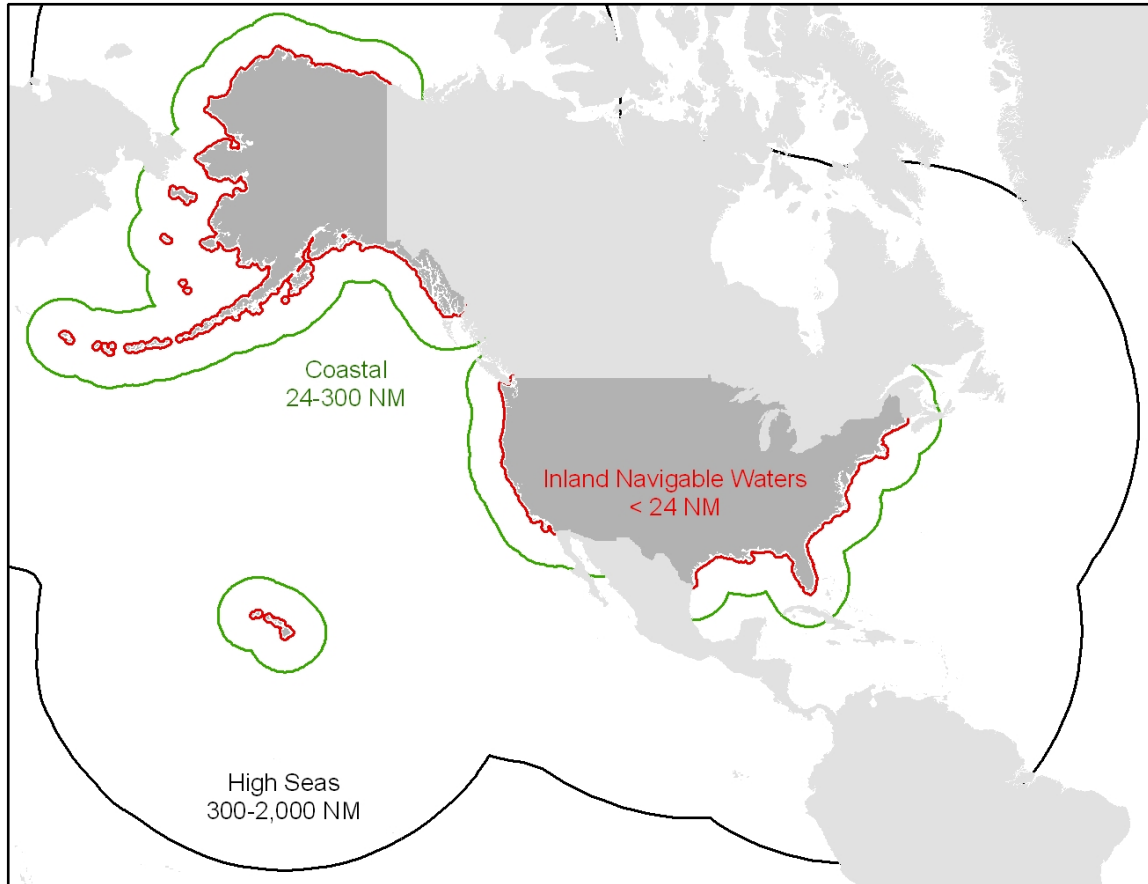 Coastal
24-300 NM
Inland Navigable Waters
< 24 NM
High Seas
300-2,000 NM